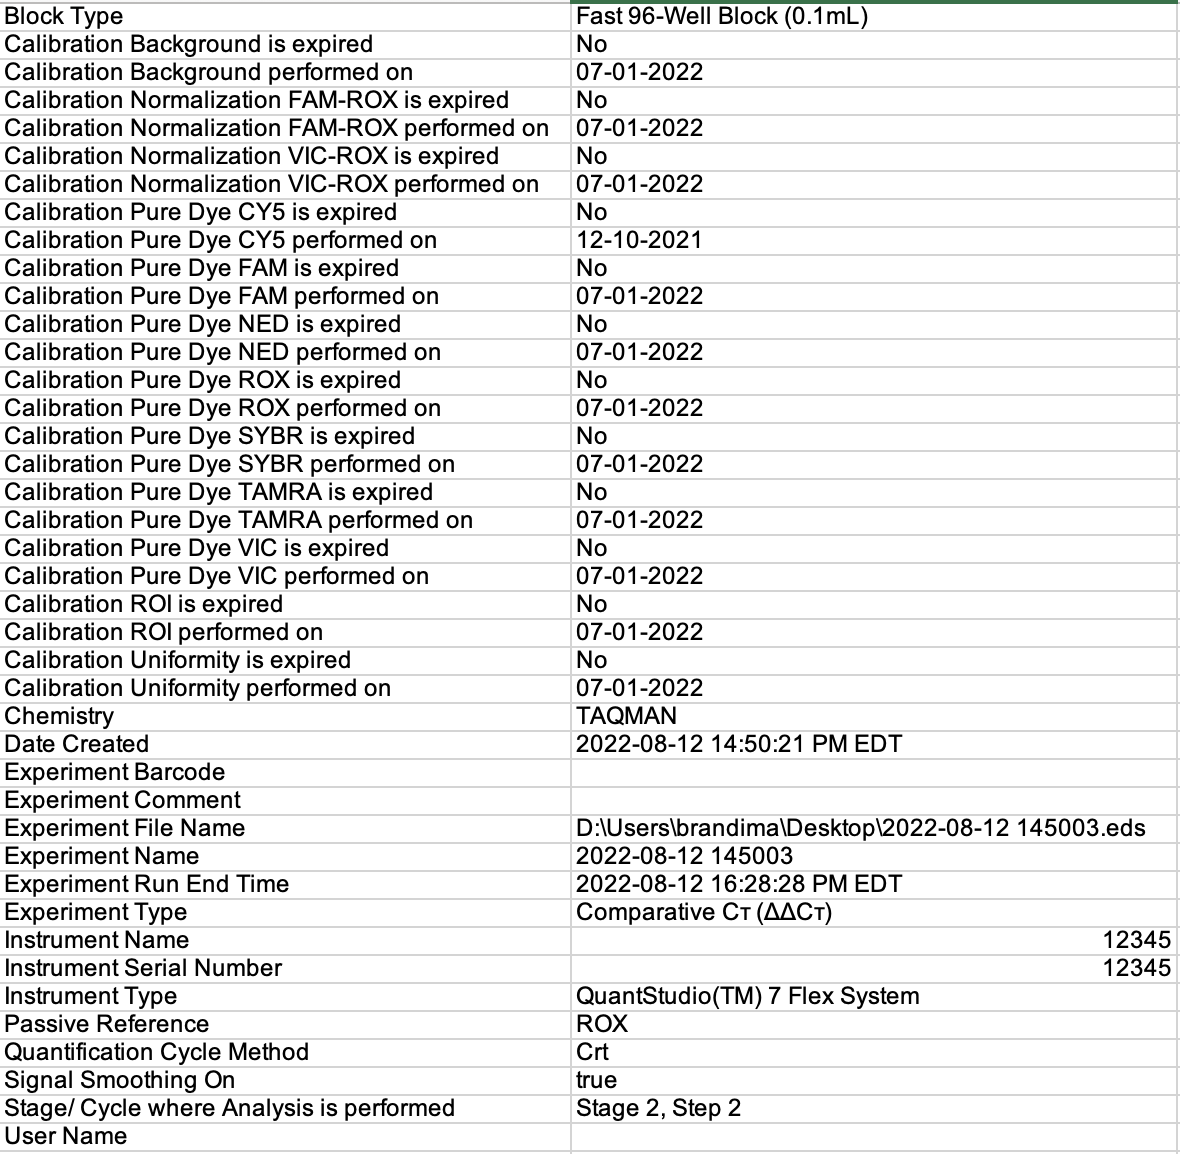 Block Type Fast 96-Well Block (0.1mL)
Calibration Background is expired No
Calibration Background performed on 07-01-2022
Calibration Normalization FAM-ROX is expired No
Calibration Normalization FAM-ROX performed on 07-01-2022
Calibration Normalization VIC-ROX is expired No
Calibration Normalization VIC-ROX performed on 07-01-2022
Calibration Pure Dye CY5 is expired No
Calibration Pure Dye CY5 performed on 12-10-2021
Calibration Pure Dye FAM is expired No
Calibration Pure Dye FAM performed on 07-01-2022
Calibration Pure Dye NED is expired No
Calibration Pure Dye NED performed on 07-01-2022
Calibration Pure Dye ROX is expired No
Calibration Pure Dye ROX performed on 07-01-2022
Calibration Pure Dye SYBR is expired No
Calibration Pure Dye SYBR performed on 07-01-2022
Calibration Pure Dye TAMRA is expired No
Calibration Pure Dye TAMRA performed on 07-01-2022
Calibration Pure Dye VIC is expired No
Calibration Pure Dye VIC performed on 07-01-2022
Calibration ROI is expired No
Calibration ROI performed on 07-01-2022
Calibration Uniformity is expired No
Calibration Uniformity performed on 07-01-2022
Chemistry TAQMAN
Date Created 2022-08-12 14:50:21 PM EDT
Experiment Barcode
Experiment Comment
Experiment File Name D:\Users\brandima\Desktop\2022-08-12 145003.eds
Experiment Name 2022-08-12 145003
Experiment Run End Time 2022-08-12 16:28:28 PM EDT
Experiment Type Comparative Cт (ΔΔCт)
Instrument Name 12345
Instrument Serial Number 12345
Instrument Type QuantStudio(TM) 7 Flex System
Passive Reference ROX
Quantification Cycle Method Crt
Signal Smoothing On true
Stage/ Cycle where Analysis is performed Stage 2, Step 2
User Name